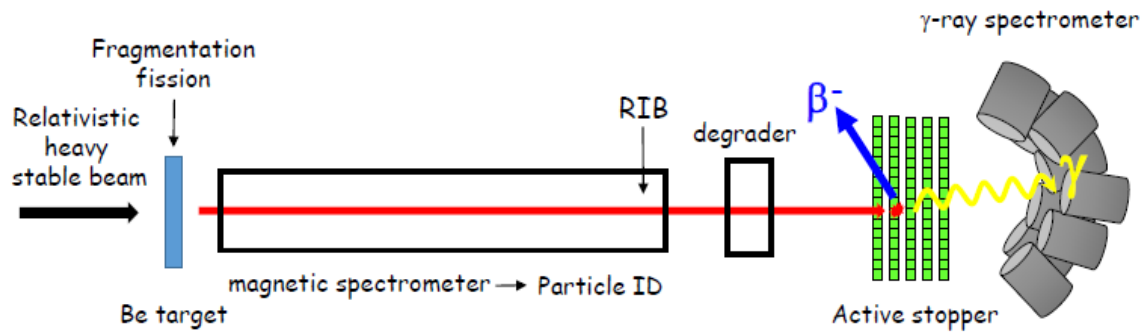 γ-ray spectrometer
Fragmentation
fission
Relativistic
heavy
stable beam
RIB
degrader
β-
γ
magnetic spectrometer → Particle ID
Be target
Active stopper